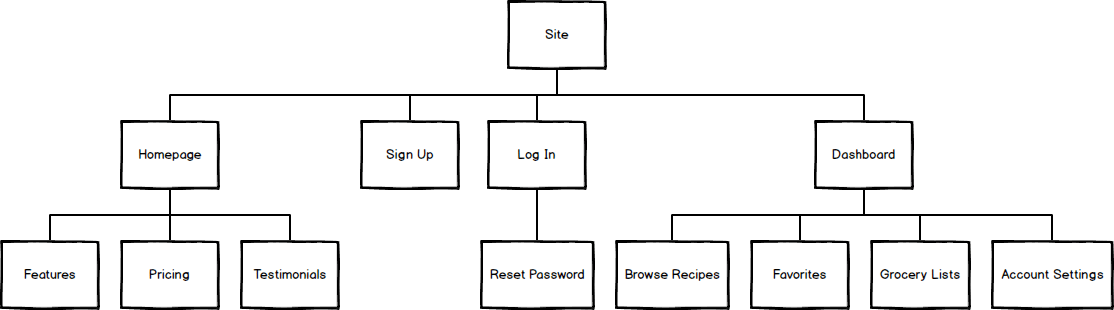 Site
Homepage
Sign Up
Log In
Dashboard
Features
Pricing
Testimonials
Reset Password
Browse Recipes
Favorites
Grocery Lists
Account Settings